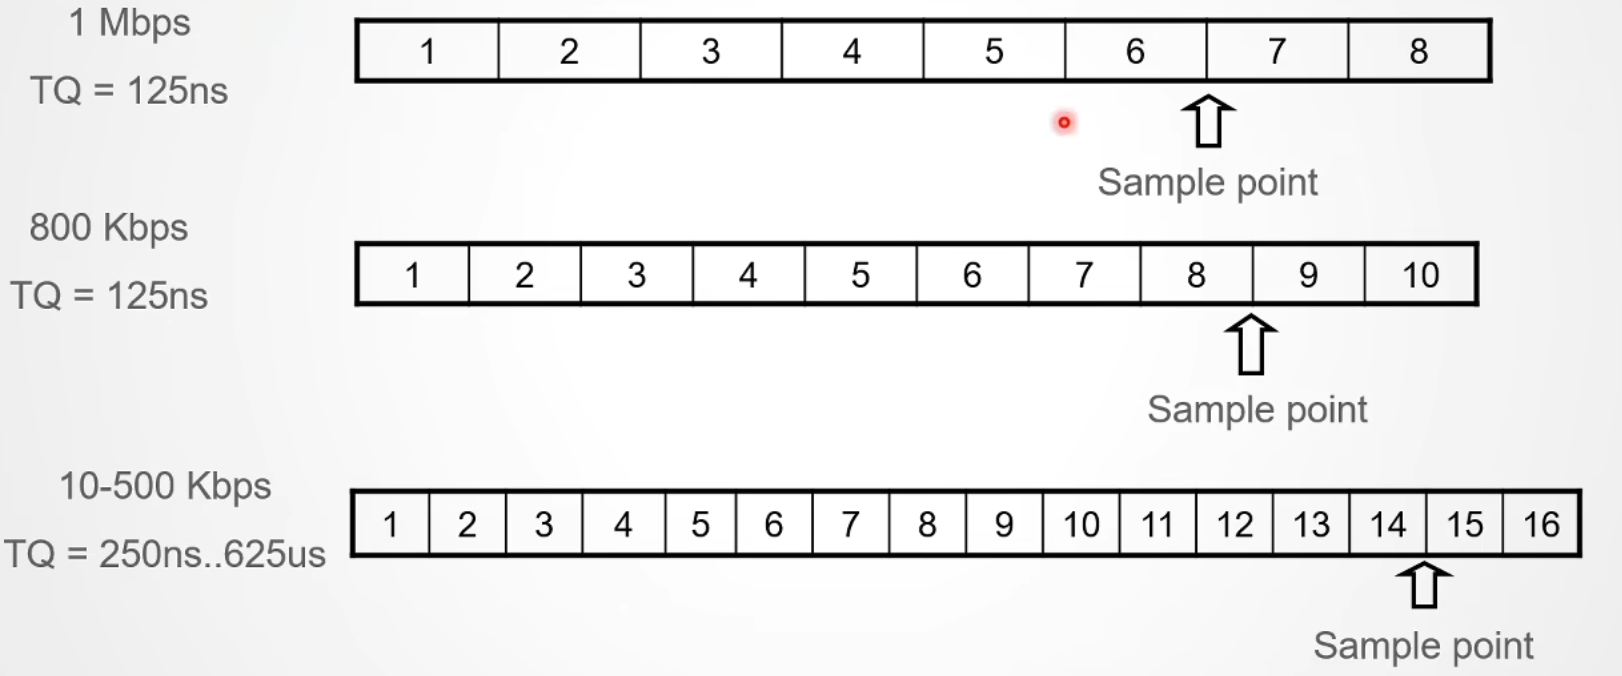 1 Mbps
TQ = 125ns
1 2 3 4 5 6 7 8
Sample point
800 Kbps
TQ = 125ns
1 2 3 4 5 6 7 8 9 10
Sample point
10-500 Kbps
TQ = 250ns..625us
1 2 3 4 5 6 7 8 9 10 11 12 13 14 15 16
Sample point